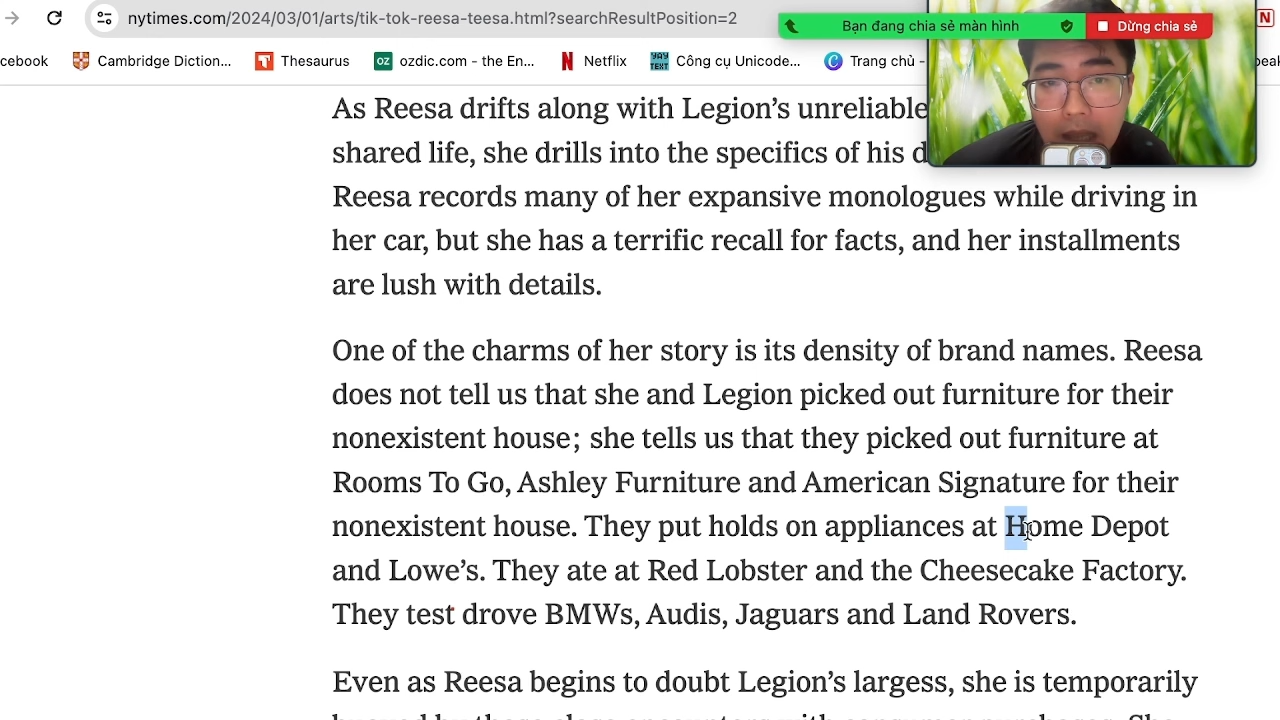 nytimes.com/2024/03/01/arts/tik-tok-reesa-teesa.html?searchResultPosition=2
Bạn đang chia sẻ màn hình
Dừng chia sẻ
N
cebook
Cambridge Diction...
T
Thesaurus
OZ
ozdic.com - the En...
N
Netflix
YAY TEXT
Công cụ Unicode...
C
Trang chủ -
As Reesa drifts along with Legion’s unreliable
shared life, she drills into the specifics of his
Reesa records many of her expansive monologues while driving in
her car, but she has a terrific recall for facts, and her installments
are lush with details.
One of the charms of her story is its density of brand names. Reesa
does not tell us that she and Legion picked out furniture for their
nonexistent house; she tells us that they picked out furniture at
Rooms To Go, Ashley Furniture and American Signature for their
nonexistent house. They put holds on appliances at Home Depot
and Lowe’s. They ate at Red Lobster and the Cheesecake Factory.
They test drove BMWs, Audis, Jaguars and Land Rovers.
Even as Reesa begins to doubt Legion’s largess, she is temporarily